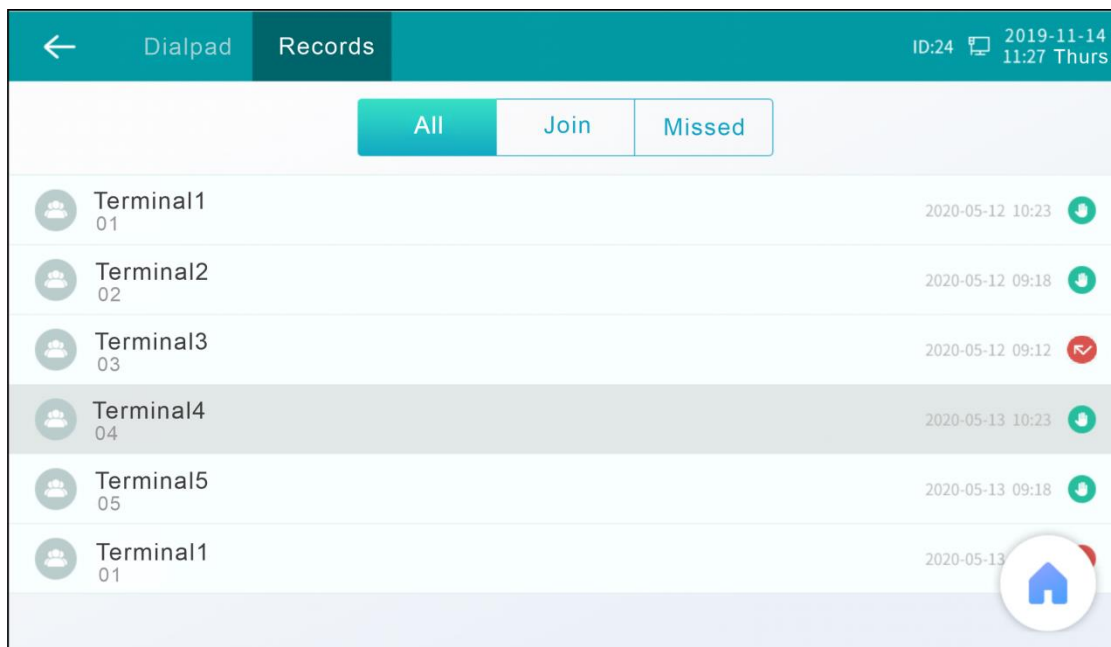 Dialpad Records ID:24 2019-11-14
11:27 Thurs
All Join Missed
Terminal1
01 2020-05-12 10:23
Terminal2
02 2020-05-12 09:18
Terminal3
03 2020-05-12 09:12
Terminal4
04 2020-05-13 10:23
Terminal5
05 2020-05-13 09:18
Terminal1
01 2020-05-13